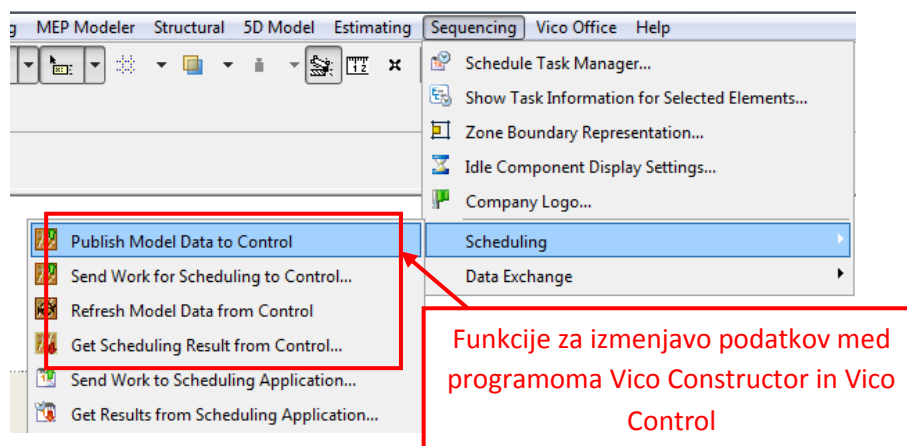 g MEP Modeler Structural 5D Model Estimating Sequencing Vico Office Help
1 2
Schedule Task Manager...
Show Task Information for Selected Elements...
Zone Boundary Representation...
Idle Component Display Settings...
Company Logo...
Scheduling
Data Exchange
Publish Model Data to Control
Send Work for Scheduling to Control...
Refresh Model Data from Control
Get Scheduling Result from Control...
Send Work to Scheduling Application...
Get Results from Scheduling Application...
Funkcije za izmenjavo podatkov med
programoma Vico Constructor in Vico
Control